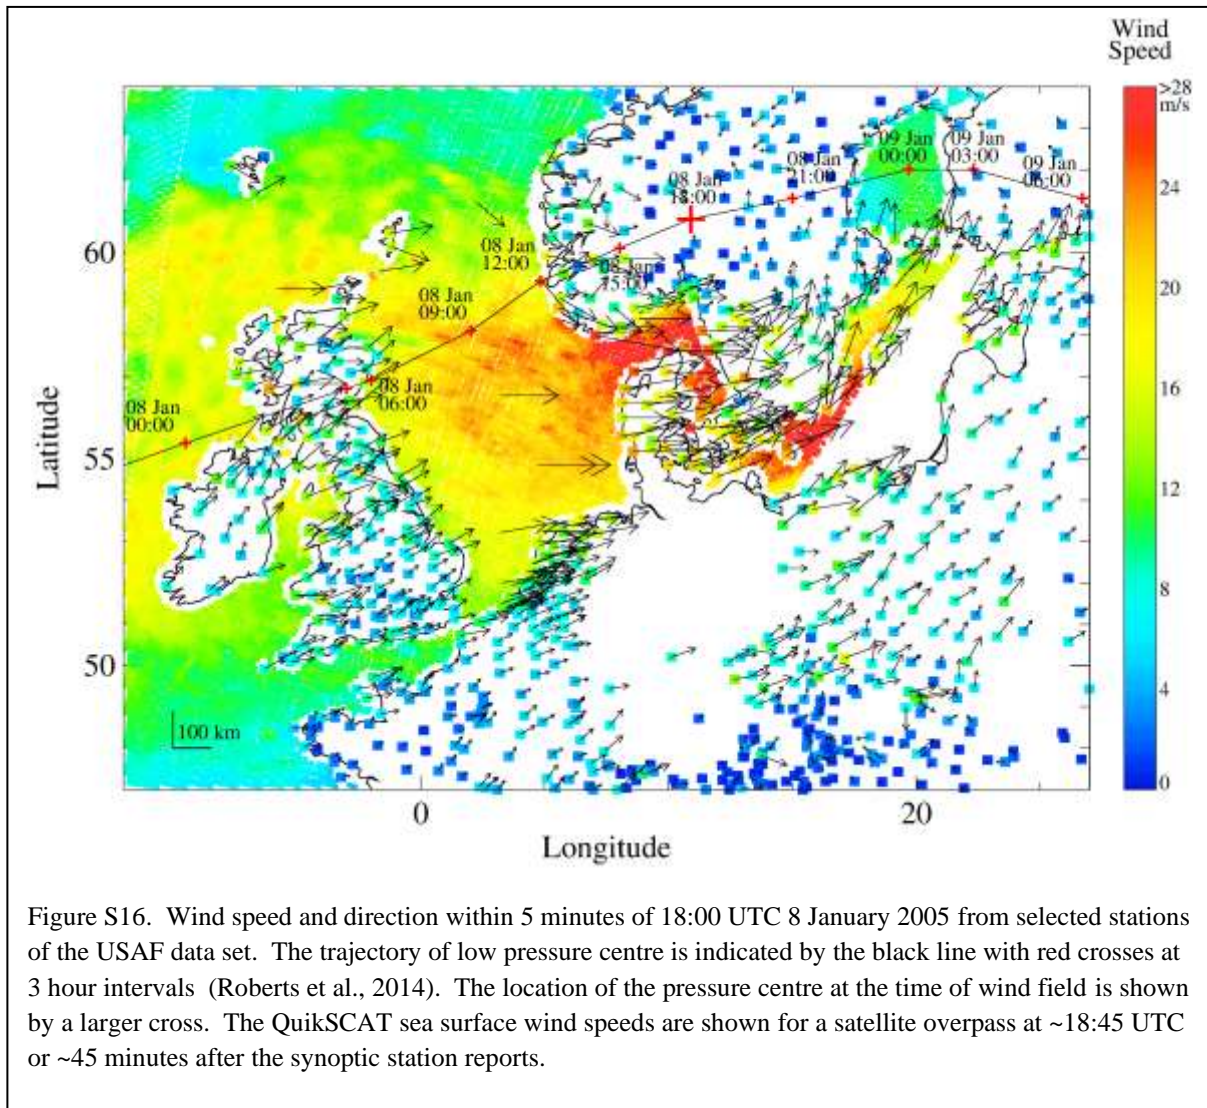 Wind
Speed
>28
m/s
24
20
16
12
8
4
0
09 Jan
00:00
09 Jan
03:00
09 Jan
06:00
08 Jan
21:00
08 Jan
18:00
08 Jan
15:00
08 Jan
12:00
08 Jan
09:00
08 Jan
06:00
08 Jan
00:00
60
55
50
Latitude
100 km
0
20
Longitude
Figure S16. Wind speed and direction within 5 minutes of 18:00 UTC 8 January 2005 from selected stations
of the USAF data set. The trajectory of low pressure centre is indicated by the black line with red crosses at
3 hour intervals (Roberts et al., 2014). The location of the pressure centre at the time of wind field is shown
by a larger cross. The QuikSCAT sea surface wind speeds are shown for a satellite overpass at ~18:45 UTC
or ~45 minutes after the synoptic station reports.